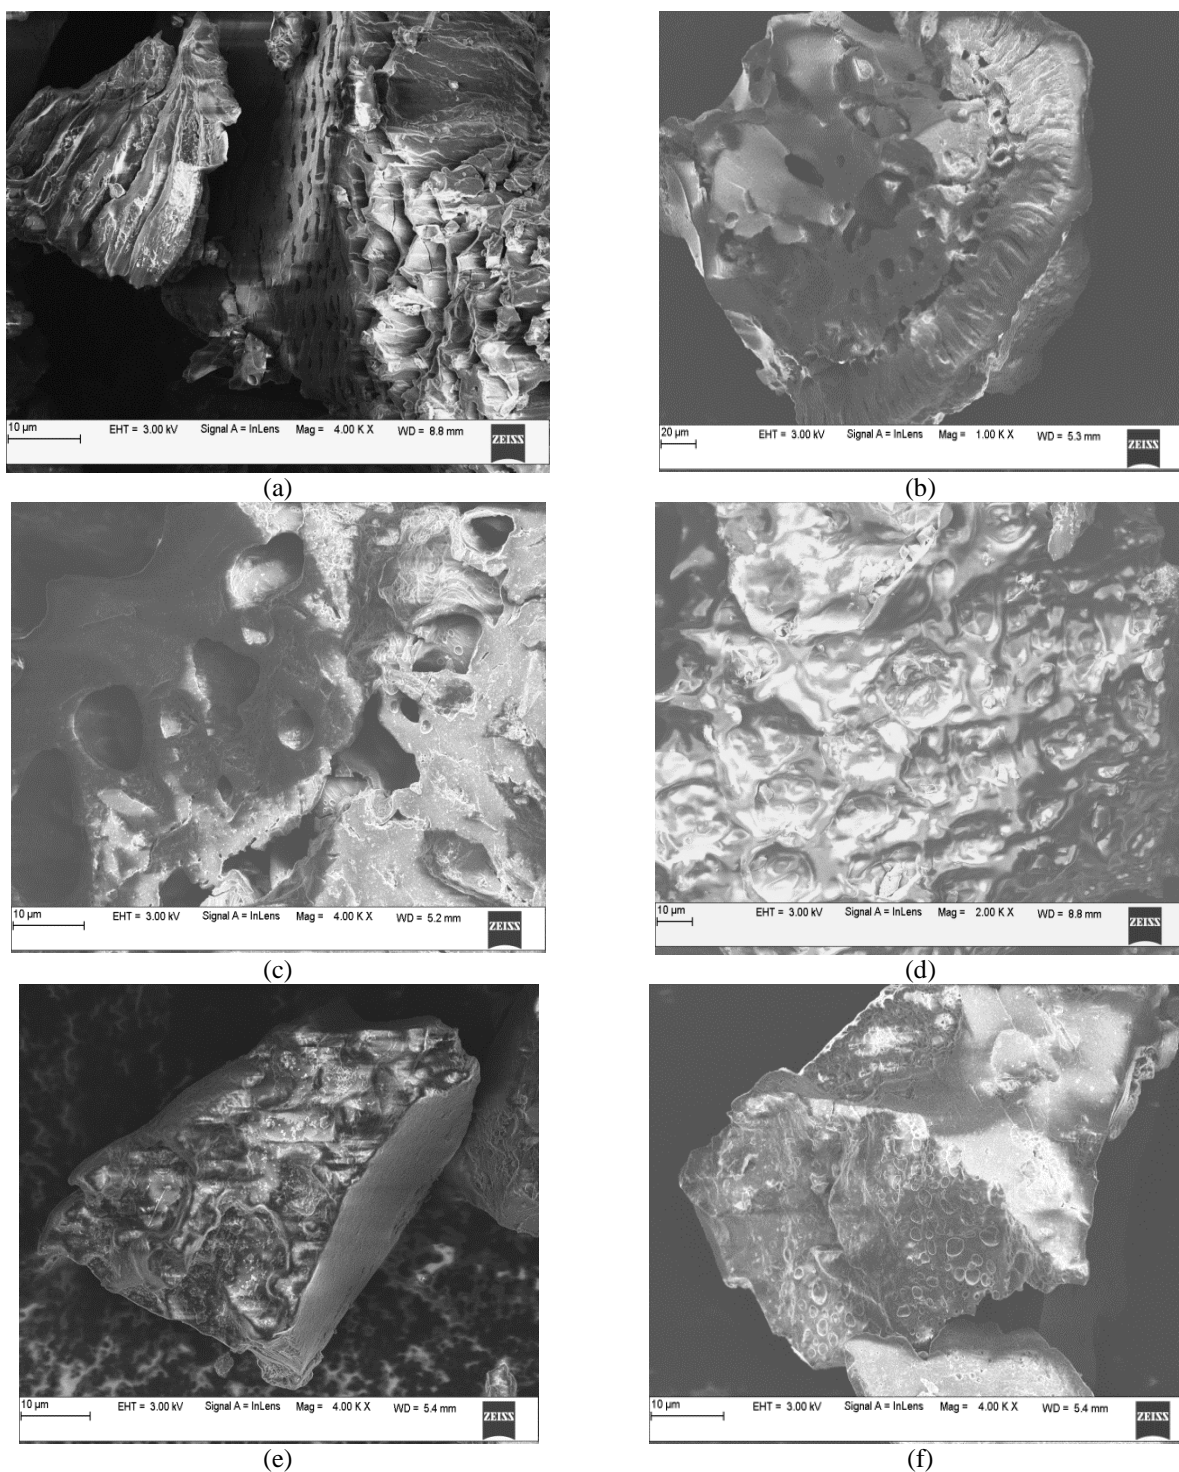 10 µm EHT = 3.00 kV Signal A = InLens Mag = 4.00 K X WD = 8.8 mm ZEISS
(a)
20 µm EHT = 3.00 kV Signal A = InLens Mag = 1.00 K X WD = 5.3 mm ZEISS
(b)
10 µm EHT = 3.00 kV Signal A = InLens Mag = 4.00 K X WD = 5.2 mm ZEISS
(c)
10 µm EHT = 3.00 kV Signal A = InLens Mag = 2.00 K X WD = 8.8 mm ZEISS
(d)
10 µm EHT = 3.00 kV Signal A = InLens Mag = 4.00 K X WD = 5.4 mm ZEISS
(e)
10 µm EHT = 3.00 kV Signal A = InLens Mag = 4.00 K X WD = 5.4 mm ZEISS
(f)